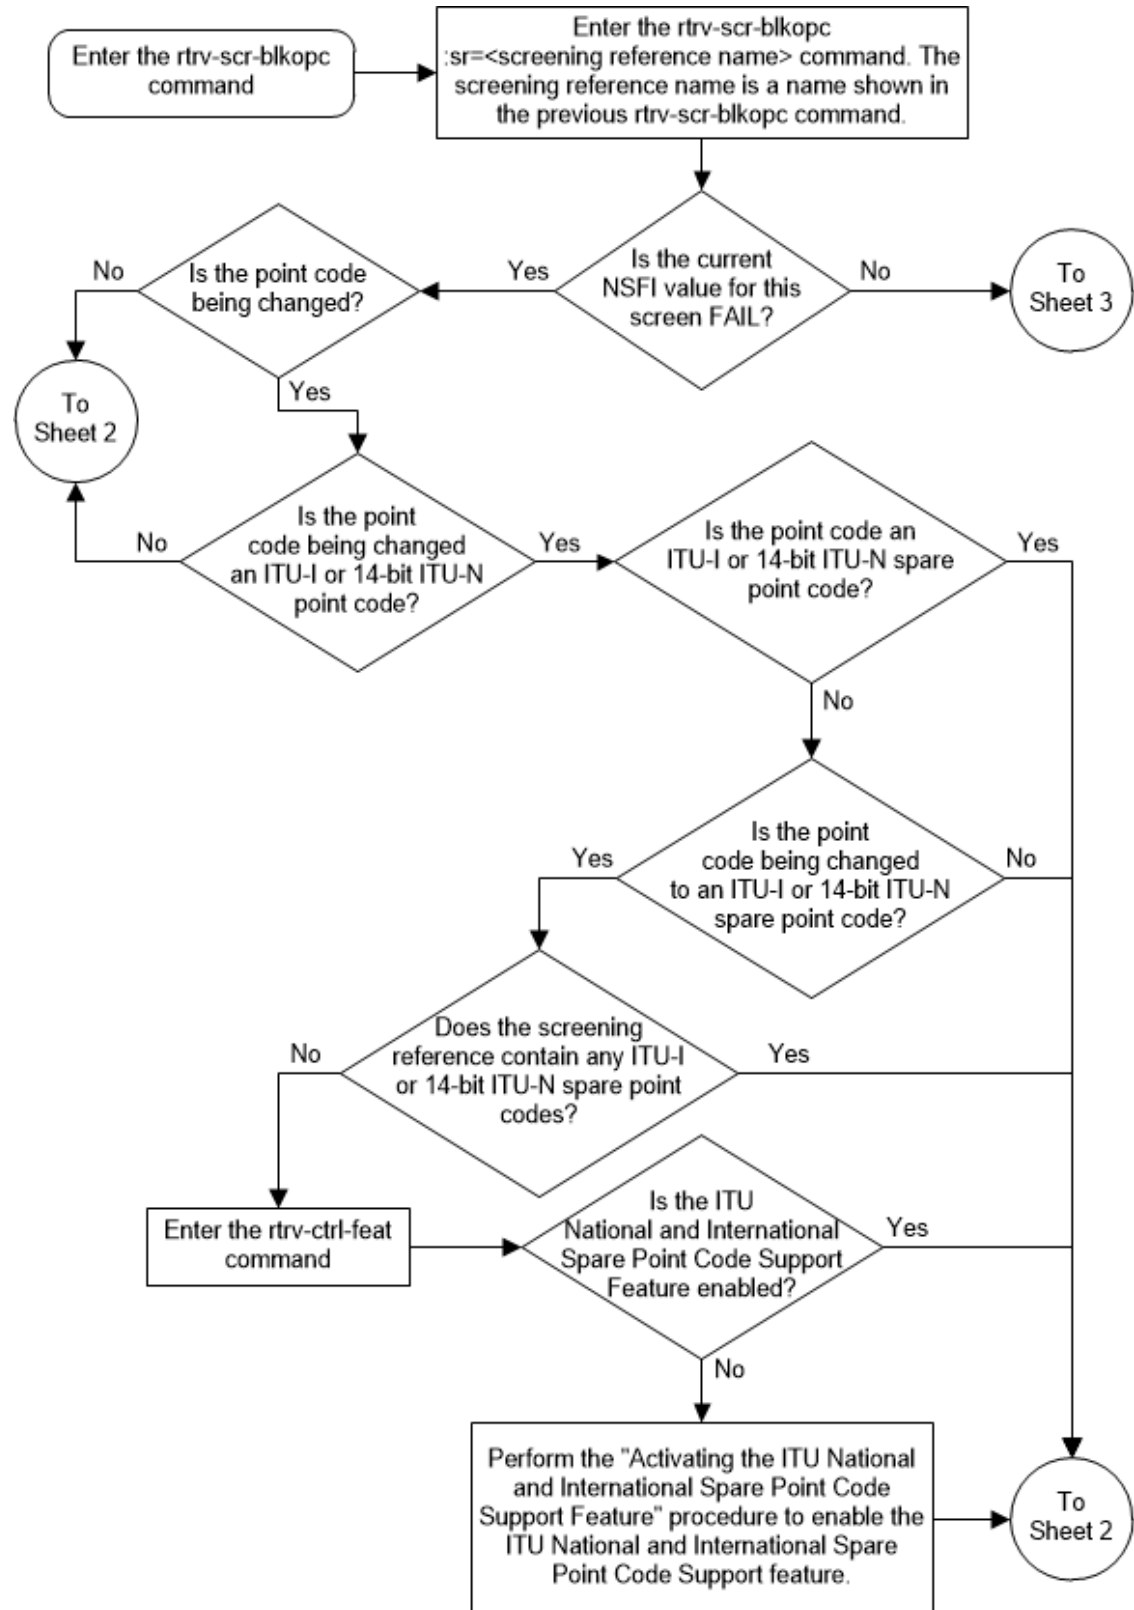 Enter the rtrv-scr-blkopc
command
Enter the rtrv-scr-blkopc
:sr=<screening reference name> command. The
screening reference name is a name shown in
the previous rtrv-scr-blkopc command.
Is the current
NSFI value for this
screen FAIL?
Yes
No
To
Sheet 3
Is the point code
being changed?
No
Yes
To
Sheet 2
Is the point
code being changed
an ITU-I or 14-bit ITU-N
point code?
No
Yes
Is the point code an
ITU-I or 14-bit ITU-N spare
point code?
Yes
No
Is the point
code being changed
to an ITU-I or 14-bit ITU-N
spare point code?
Yes
No
Does the screening
reference contain any ITU-I
or 14-bit ITU-N spare point
codes?
No
Yes
Enter the rtrv-ctrl-feat
command
Is the ITU
National and International
Spare Point Code Support
Feature enabled?
Yes
No
Perform the "Activating the ITU National
and International Spare Point Code
Support Feature" procedure to enable the
ITU National and International Spare
Point Code Support feature.
To
Sheet 2